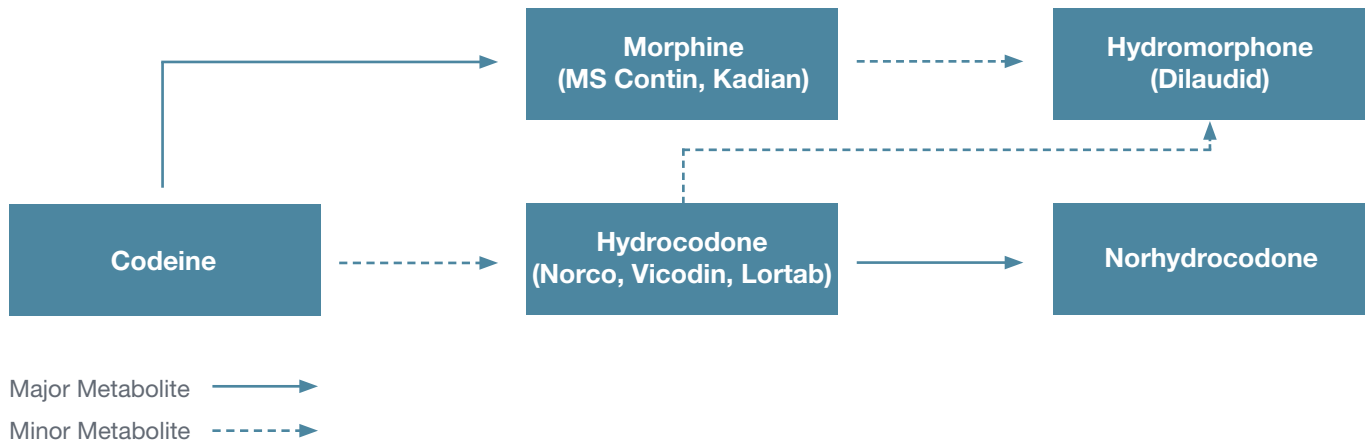 Morphine
(MS Contin, Kadian)
Hydromorphone
(Dilaudid)
Codeine
Hydrocodone
(Norco, Vicodin, Lortab)
Norhydrocodone
Major Metabolite
Minor Metabolite